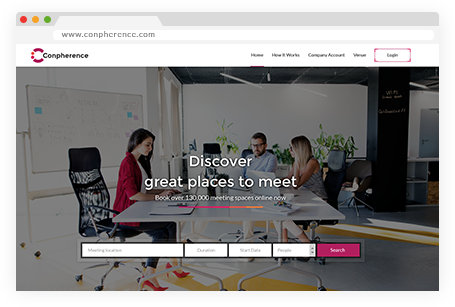 www.conpherence.com
Conpherence
Home How It Works Company Account Venue Login
Discover
great places to meet
Book over 130,000 meeting spaces online now
Meeting location Duration Start Date People Search